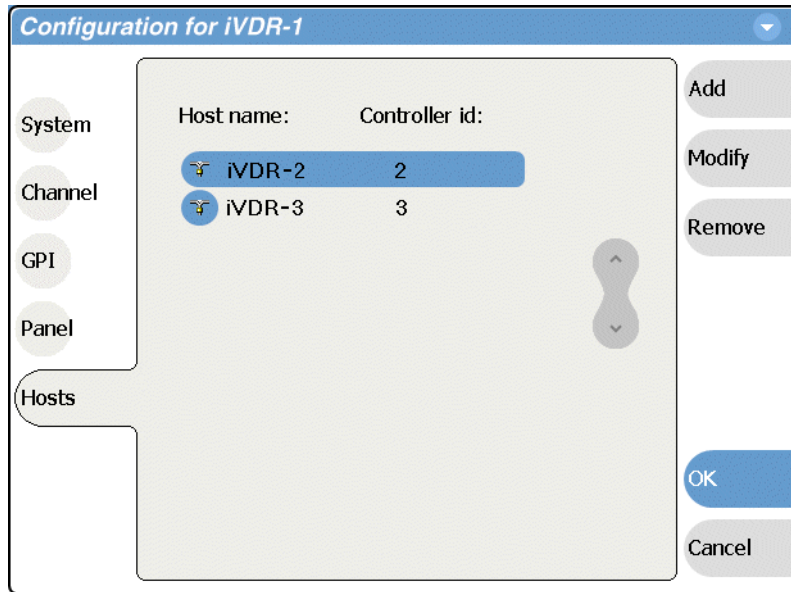 Configuration for iVDR-1
System
Channel
GPI
Panel
Hosts
Host name: Controller id:
iVDR-2 2
iVDR-3 3
Add
Modify
Remove
OK
Cancel